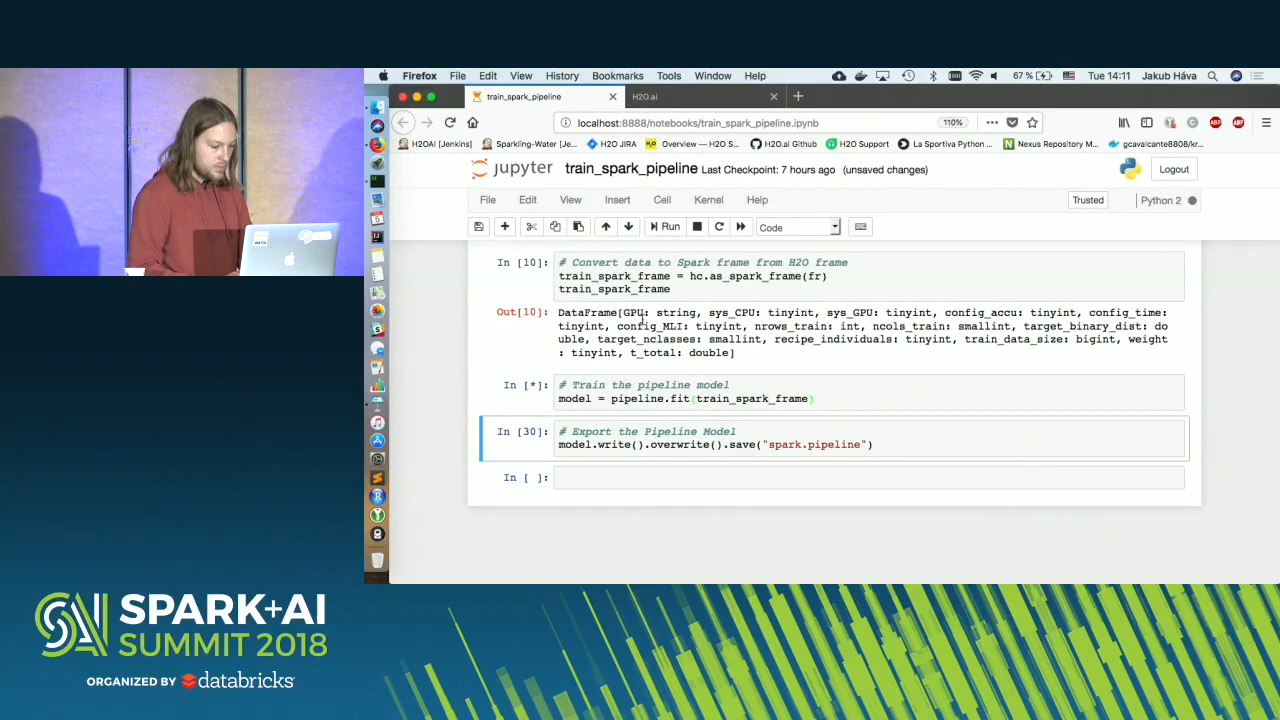 Firefox File Edit View History Bookmarks Tools Window Help 67% Tue 14:11 Jakub Háva
train_spark_pipeline H2O.ai
localhost:8888/notebooks/train_spark_pipeline.ipynb 110%
H2OAI [Jenkins] Sparkling-Water [Je... H2O JIRA Overview — H2O S... H2O.ai Github H2O Support La Sportiva Python ... Nexus Repository M... gcavalcante8808/kr...
jupyter train_spark_pipeline Last Checkpoint: 7 hours ago (unsaved changes) Logout
File Edit View Insert Cell Kernel Help Trusted Python 2
Run Code
In [10]: # Convert data to Spark frame from H2O frame
train_spark_frame = hc.as_spark_frame(fr)
train_spark_frame
Out[10]: DataFrame[GPU: string, sys_CPU: tinyint, sys_GPU: tinyint, config_accu: tinyint, config_time:
tinyint, config_MLI: tinyint, nrows_train: int, ncols_train: smallint, target_binary_dist: do
uble, target_nclasses: smallint, recipe_individuals: tinyint, train_data_size: bigint, weight
: tinyint, t_total: double]
In [*]: # Train the pipeline model
model = pipeline.fit(train_spark_frame)
In [30]: # Export the Pipeline Model
model.write().overwrite().save("spark.pipeline")
In [ ]:
SPARK+AI
SUMMIT 2018
ORGANIZED BY databricks